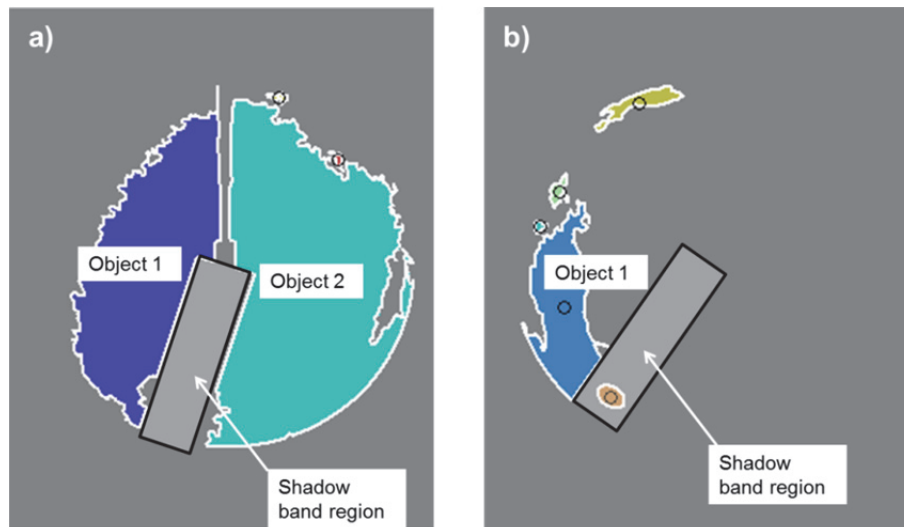 a)
Object 1
Object 2
Shadow
band region
b)
Object 1
Shadow
band region